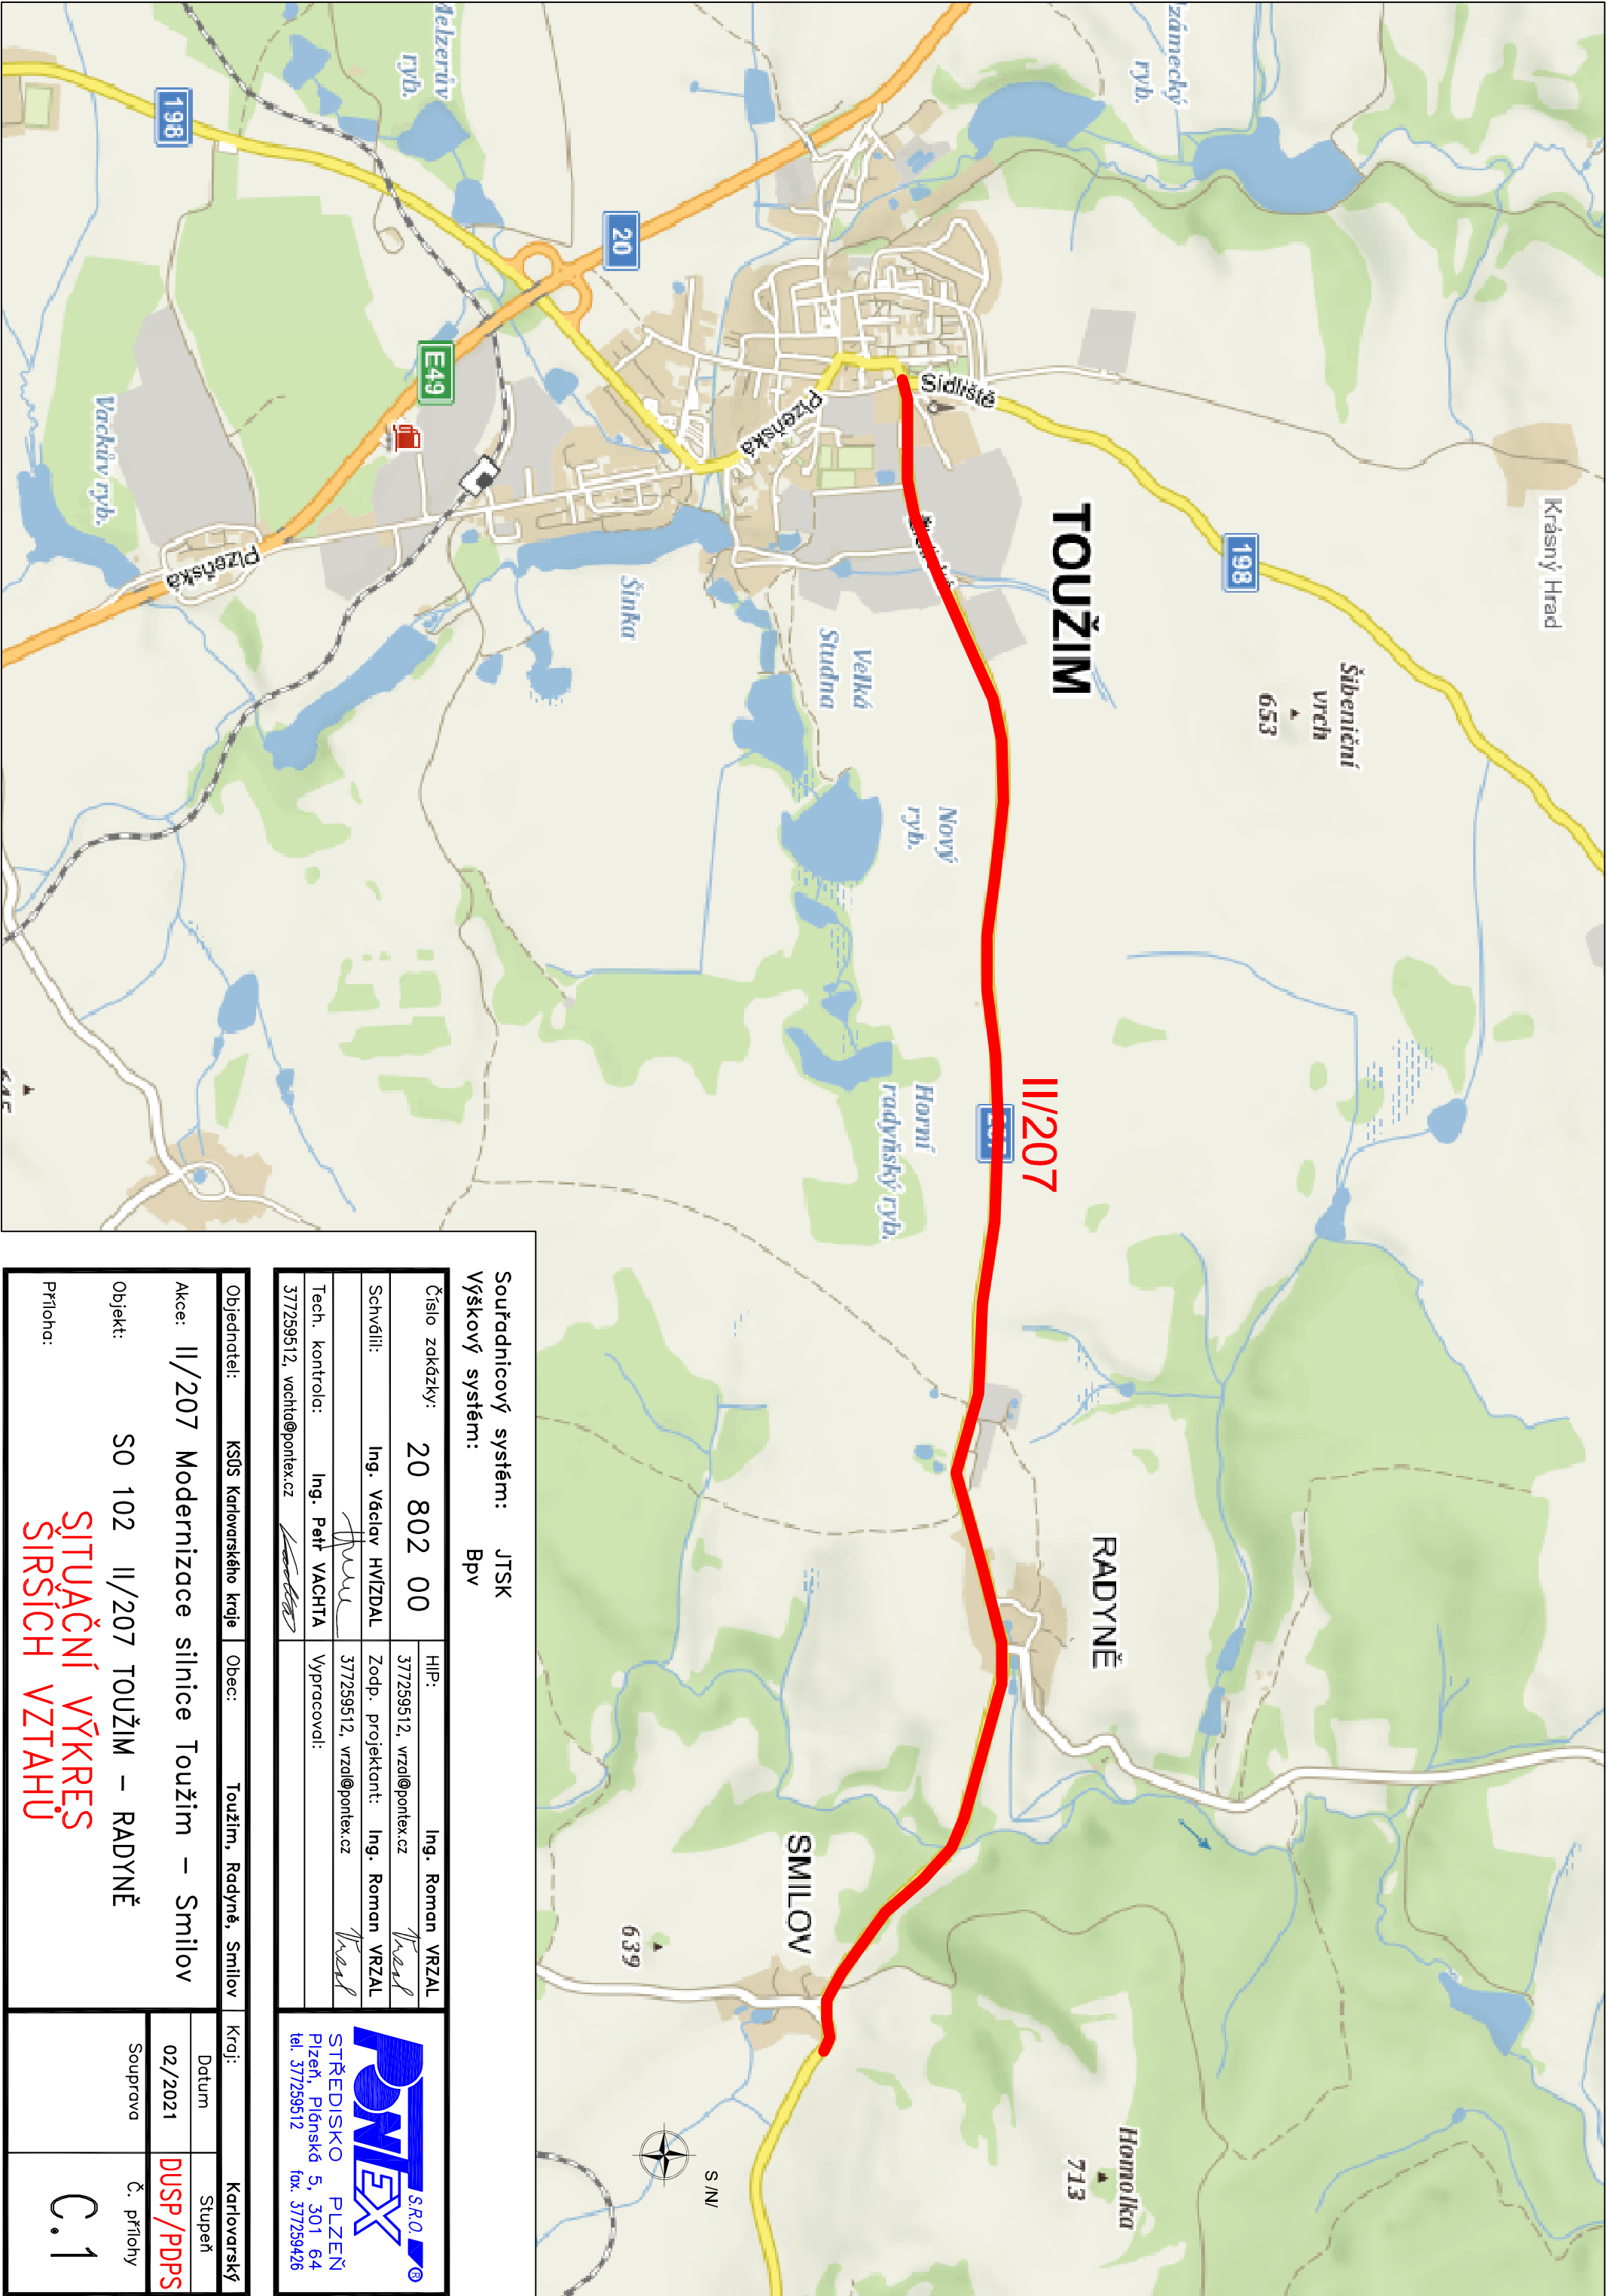 Krásný Hrad
Šibeniční
vrch
653
Zámecký
ryb.
198
TOUŽIM
Sídliště
Plzeňská
20
Melzerův
ryb.
198
E49
Vackův ryb.
Plzeňská
Šinka
Velká
Studna
Nový
ryb.
II/207
Horní
radyňský ryb.
RADYNĚ
SMILOV
639
Homolka
713
S /N/
Souřadnicový systém: JTSK
Výškový systém: Bpv
Číslo zakázky: 20 802 00
HIP: Ing. Roman VRZAL
377259512, vrzal@pontex.cz
Schválil: Ing. Václav HVÍZDAL
Zodp. projektant: Ing. Roman VRZAL
377259512, vrzal@pontex.cz
Tech. kontrola: Ing. Petr VACHTA
Vypracoval:
377259512, vachta@pontex.cz
PONTEX S.R.O. ®
STŘEDISKO PLZEŇ
Plzeň, Plánská 5, 301 64
tel. 377259512 fax. 377259426
Objednatel: KSÚS Karlovarského kraje
Obec: Toužim, Radyně, Smilov
Kraj: Karlovarský
Akce: II/207 Modernizace silnice Toužim – Smilov
Datum
Stupeň
02/2021
DUSP/PDPS
Objekt: SO 102 II/207 TOUŽIM – RADYNĚ
Souprava
Č. přílohy
Příloha:
SITUAČNÍ VÝKRES
ŠIRŠÍCH VZTAHŮ
C.1